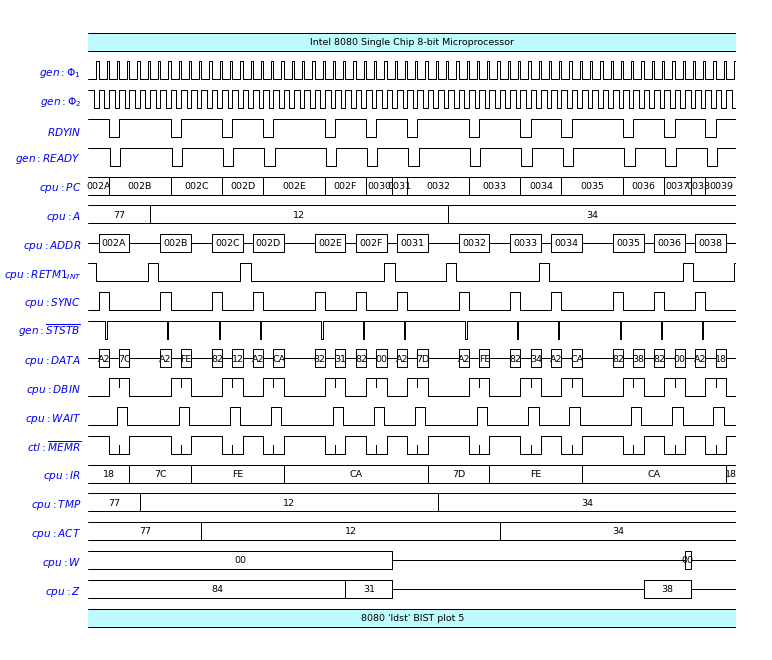 Intel 8080 Single Chip 8-bit Microprocessor
gen : Φ1
gen : Φ2
RDYIN
gen : READY
cpu : PC 002A 002B 002C 002D 002E 002F 0030 0031 0032 0033 0034 0035 0036 0037 0038 0039
cpu : A 77 12 34
cpu : ADDR 002A 002B 002C 002D 002E 002F 0031 0032 0033 0034 0035 0036 0038
cpu : RETM1INT
cpu : SYNC
gen : STSTB
cpu : DATA A2 7C A2 FE 82 12 A2 CA 82 31 82 00 A2 7D A2 FE 82 34 A2 CA 82 38 82 00 A2 18
cpu : DBIN
cpu : WAIT
ctl : MEMR
cpu : IR 18 7C FE CA 7D FE CA 18
cpu : TMP 77 12 34
cpu : ACT 77 12 34
cpu : W 00 00
cpu : Z 84 31 38
8080 'ldst' BIST plot 5